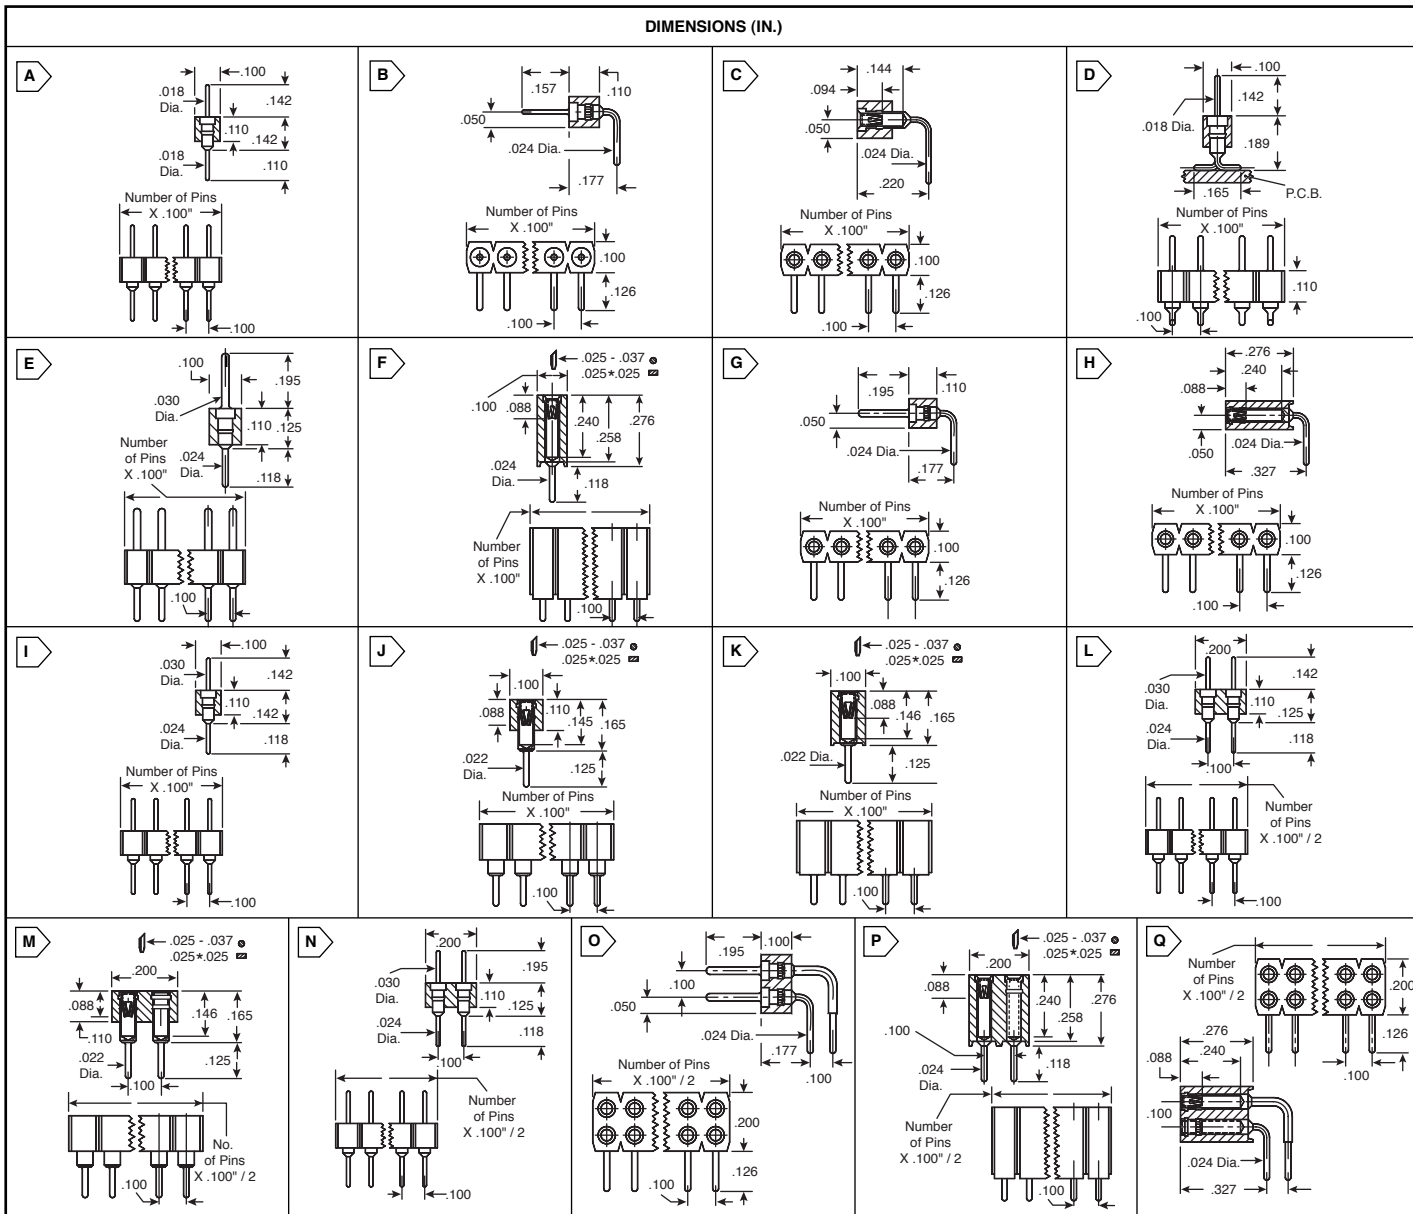 DIMENSIONS (IN.)
A
.100
.018
Dia.
.142
.110
.142
.018
Dia.
.110
Number of Pins
X .100"
.100
B
.157
.110
.050
.024 Dia.
.177
Number of Pins
X .100"
.100
.126
.100
C
.144
.094
.050
.024 Dia.
.220
Number of Pins
X .100"
.100
.126
.100
D
.100
.142
.018 Dia.
.189
.165
P.C.B.
Number of Pins
X .100"
.110
.100
E
.100
.195
.030
Dia.
.110
.125
Number
of Pins
X .100"
.024
Dia.
.118
.100
F
.025 - .037
.025*.025
.100
.088
.240
.276
.258
.024
Dia.
.118
Number
of Pins
X .100"
.100
G
.195
.110
.050
.024 Dia.
.177
Number of Pins
X .100"
.100
.126
H
.276
.240
.088
.024 Dia.
.050
.327
Number of Pins
X .100"
.100
.126
.100
I
.100
.030
Dia.
.142
.110
.142
.024
Dia.
.118
Number of Pins
X .100"
.100
J
.025 - .037
.025*.025
.100
.088
.110
.145
.165
.022
Dia.
.125
Number of Pins
X .100"
.100
K
.025 - .037
.025*.025
.100
.088
.146
.165
.022 Dia.
.125
Number of Pins
X .100"
.100
L
.200
.030
Dia.
.142
.110
.125
.024
Dia.
.118
.100
Number
of Pins
X .100" / 2
.100
M
.025 - .037
.025*.025
.200
.088
.146
.165
.110
.022
Dia.
.125
.100
No.
of Pins
X .100" / 2
.100
N
.200
.195
.030
Dia.
.110
.125
.024
Dia.
.118
.100
Number
of Pins
X .100" / 2
.100
O
.195
.100
.100
.050
.024 Dia.
.177
.100
Number of Pins
X .100" / 2
.200
.126
.100
P
.025 - .037
.025*.025
.200
.088
.240
.276
.258
.100
.118
.024
Dia.
Number
of Pins
X .100" / 2
.100
Q
Number
of Pins
X .100" / 2
.200
.126
.100
.276
.240
.088
.100
.024 Dia.
.327